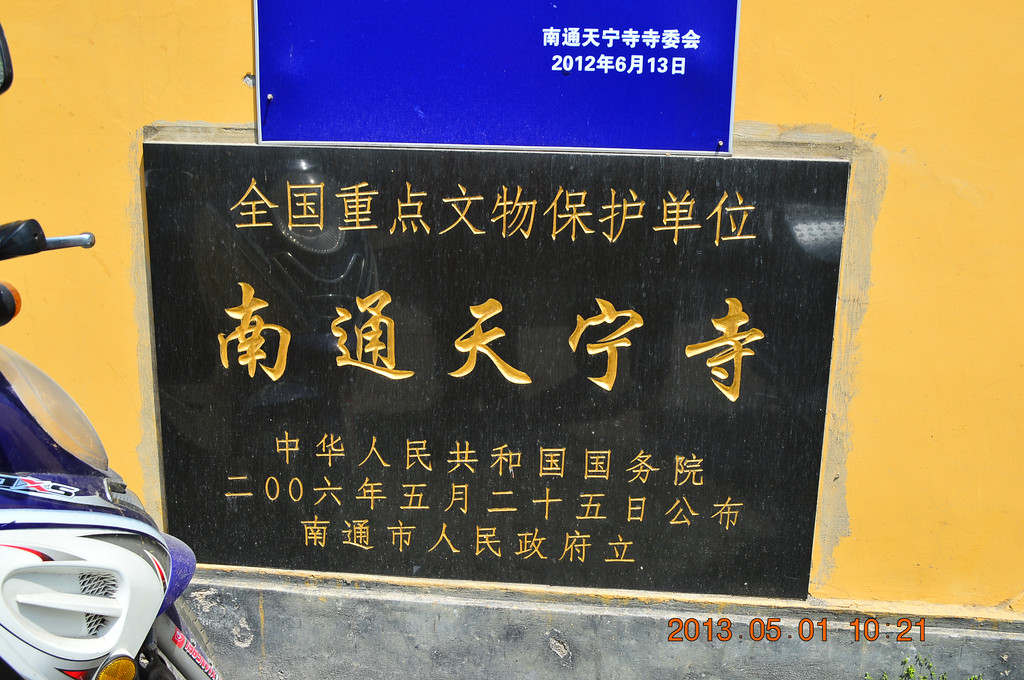 南通天宁寺寺委会
2012年6月13日
全国重点文物保护单位
南通天宁寺
中华人民共和国国务院
二00六年五月二十五日公布
南通市人民政府立
2013.05.01 10:21